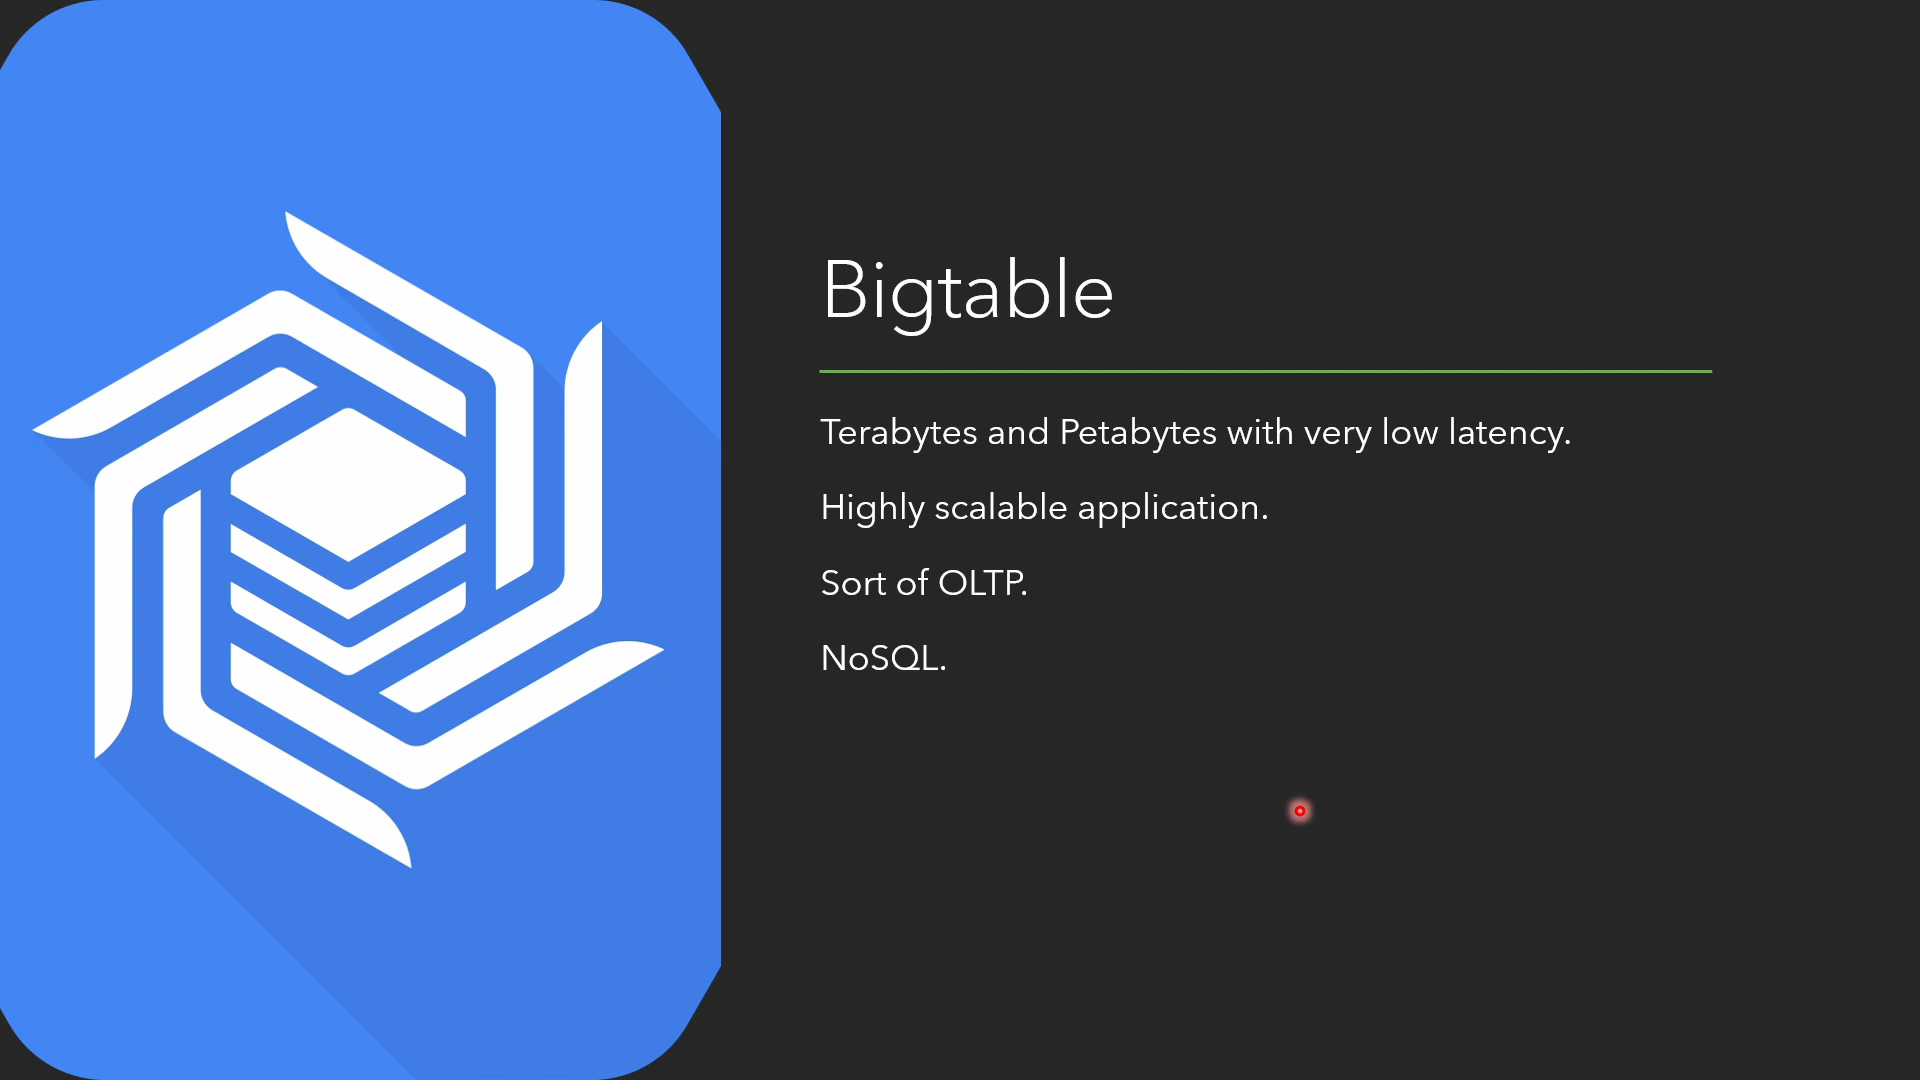 Bigtable
Terabytes and Petabytes with very low latency.
Highly scalable application.
Sort of OLTP.
NoSQL.